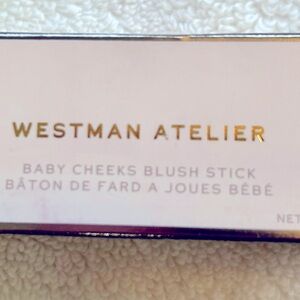 WESTMAN ATELIER
BABY CHEEKS BLUSH STICK
BÂTON DE FARD A JOUES BÉBÉ
NET